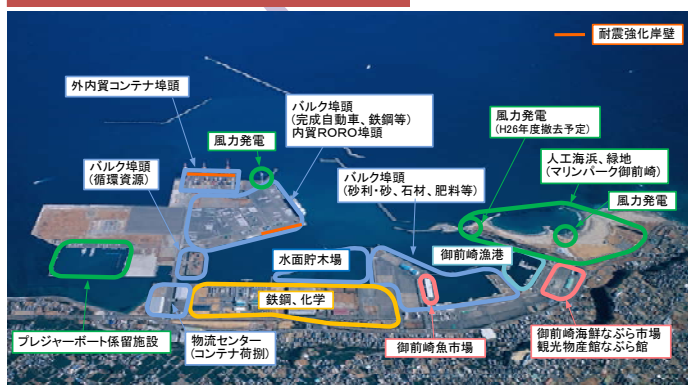 耐震強化岸壁
外内貿コンテナ埠頭
バルク埠頭
(完成自動車、鉄鋼等)
内貿RORO埠頭
風力発電
風力発電
(H26年度撤去予定)
人工海浜、緑地
(マリンパーク御前崎)
風力発電
バルク埠頭
(循環資源)
バルク埠頭
(砂利・砂、石材、肥料等)
水面貯木場
御前崎漁港
鉄鋼、化学
プレジャーボート係留施設
物流センター
(コンテナ荷捌)
御前崎魚市場
御前崎海鮮なぶら市場
観光物産館なぶら館